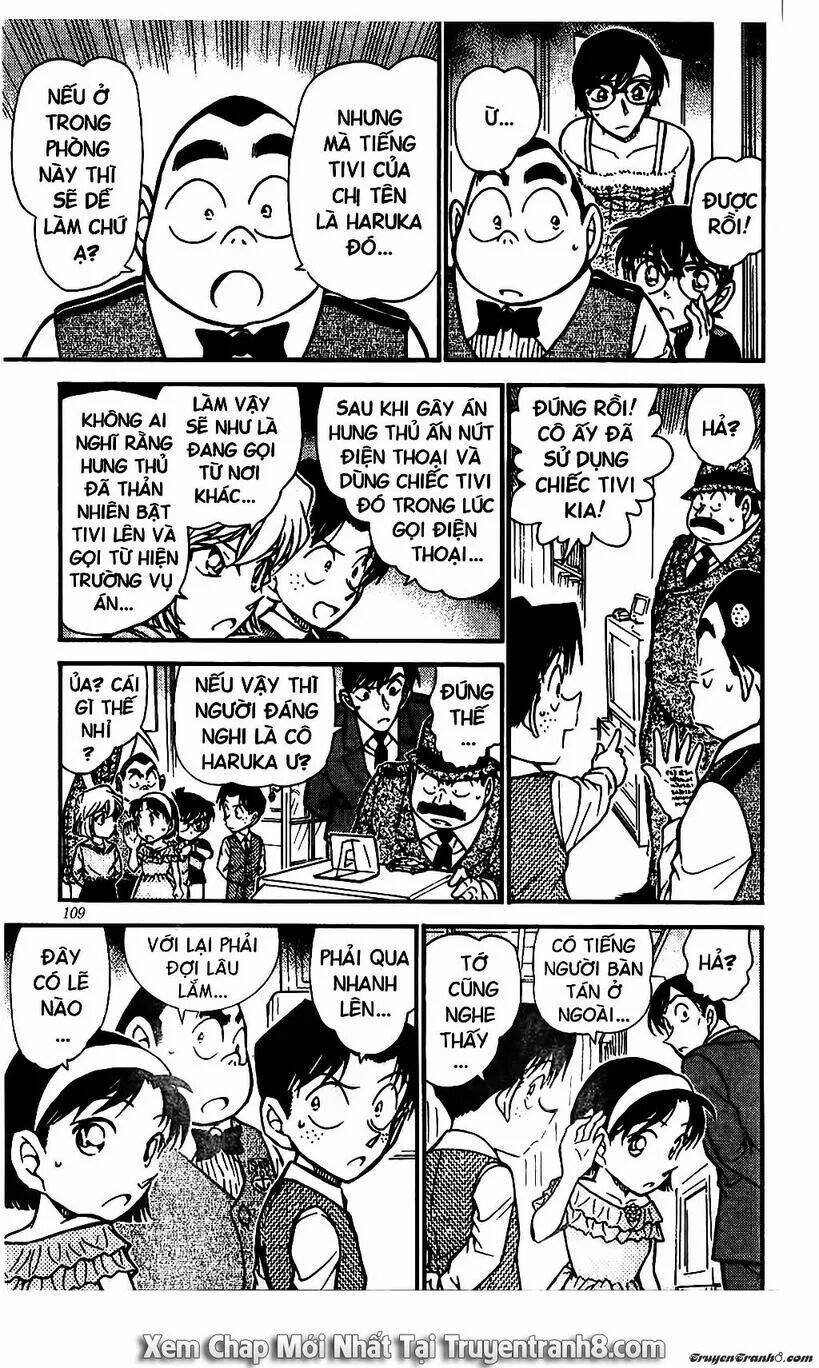 Ừ...
ĐƯỢC
RỒI!
NHƯNG
MÀ TIẾNG
TIVI CỦA
CHỊ TÊN
LÀ HARUKA
ĐÓ...
NẾU Ở
TRONG
PHÒNG
NÀY THÌ
SẼ DỄ
LÀM CHỨ
Ạ?
HẢ?
ĐÚNG RỒI!
CÔ ẤY ĐÃ
SỬ DỤNG
CHIẾC TIVI
KIA!
SAU KHI GÂY ÁN
HUNG THỦ ẤN NÚT
ĐIỆN THOẠI VÀ
DÙNG CHIẾC TIVI
ĐÓ TRONG LÚC
GỌI ĐIỆN
THOẠI...
LÀM VẬY
SẼ NHƯ LÀ
ĐANG GỌI
TỪ NƠI
KHÁC...
KHÔNG AI
NGHĨ RẰNG
HUNG THỦ
ĐÃ THẢN
NHIÊN BẬT
TIVI LÊN VÀ
GỌI TỪ HIỆN
TRƯỜNG VỤ
ÁN...
ĐÚNG
THẾ
...
NẾU VẬY THÌ
NGƯỜI ĐÁNG
NGHI LÀ CÔ
HARUKA Ư?
ỦA? CÁI
GÌ THẾ
NHỈ
?
109
HẢ?
CÓ TIẾNG
NGƯỜI BÀN
TÁN Ở
NGOÀI...
TỚ
CŨNG
NGHE
THẤY
...
PHẢI QUA
NHANH
LÊN...
VỚI LẠI PHẢI
ĐỢI LÂU
LẮM...
ĐÂY
CÓ LẼ
NÀO
...
Xem Chap Mới Nhất Tại Truyentranh8.com
TruyenTranh8.com